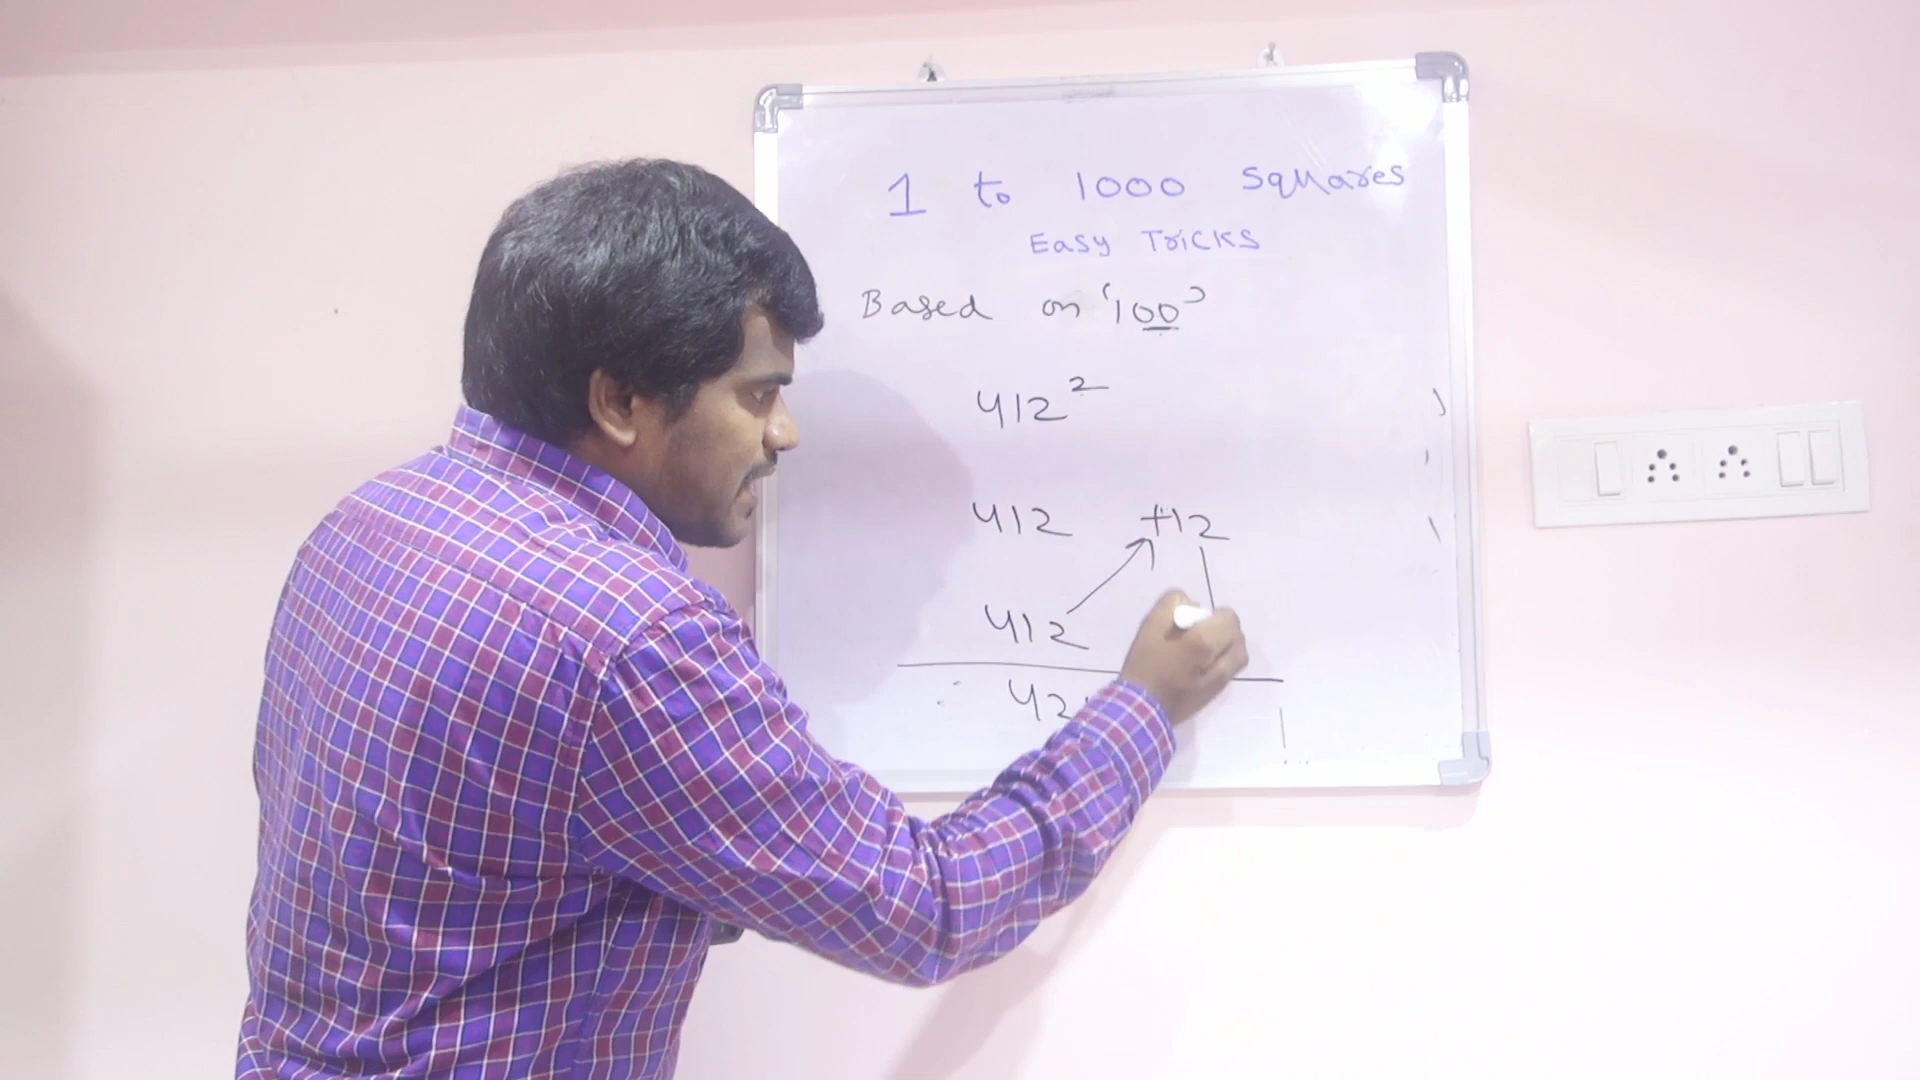 1 to 1000 Squares
Easy Tricks
Based on '100'
412²
412 +12
412
42